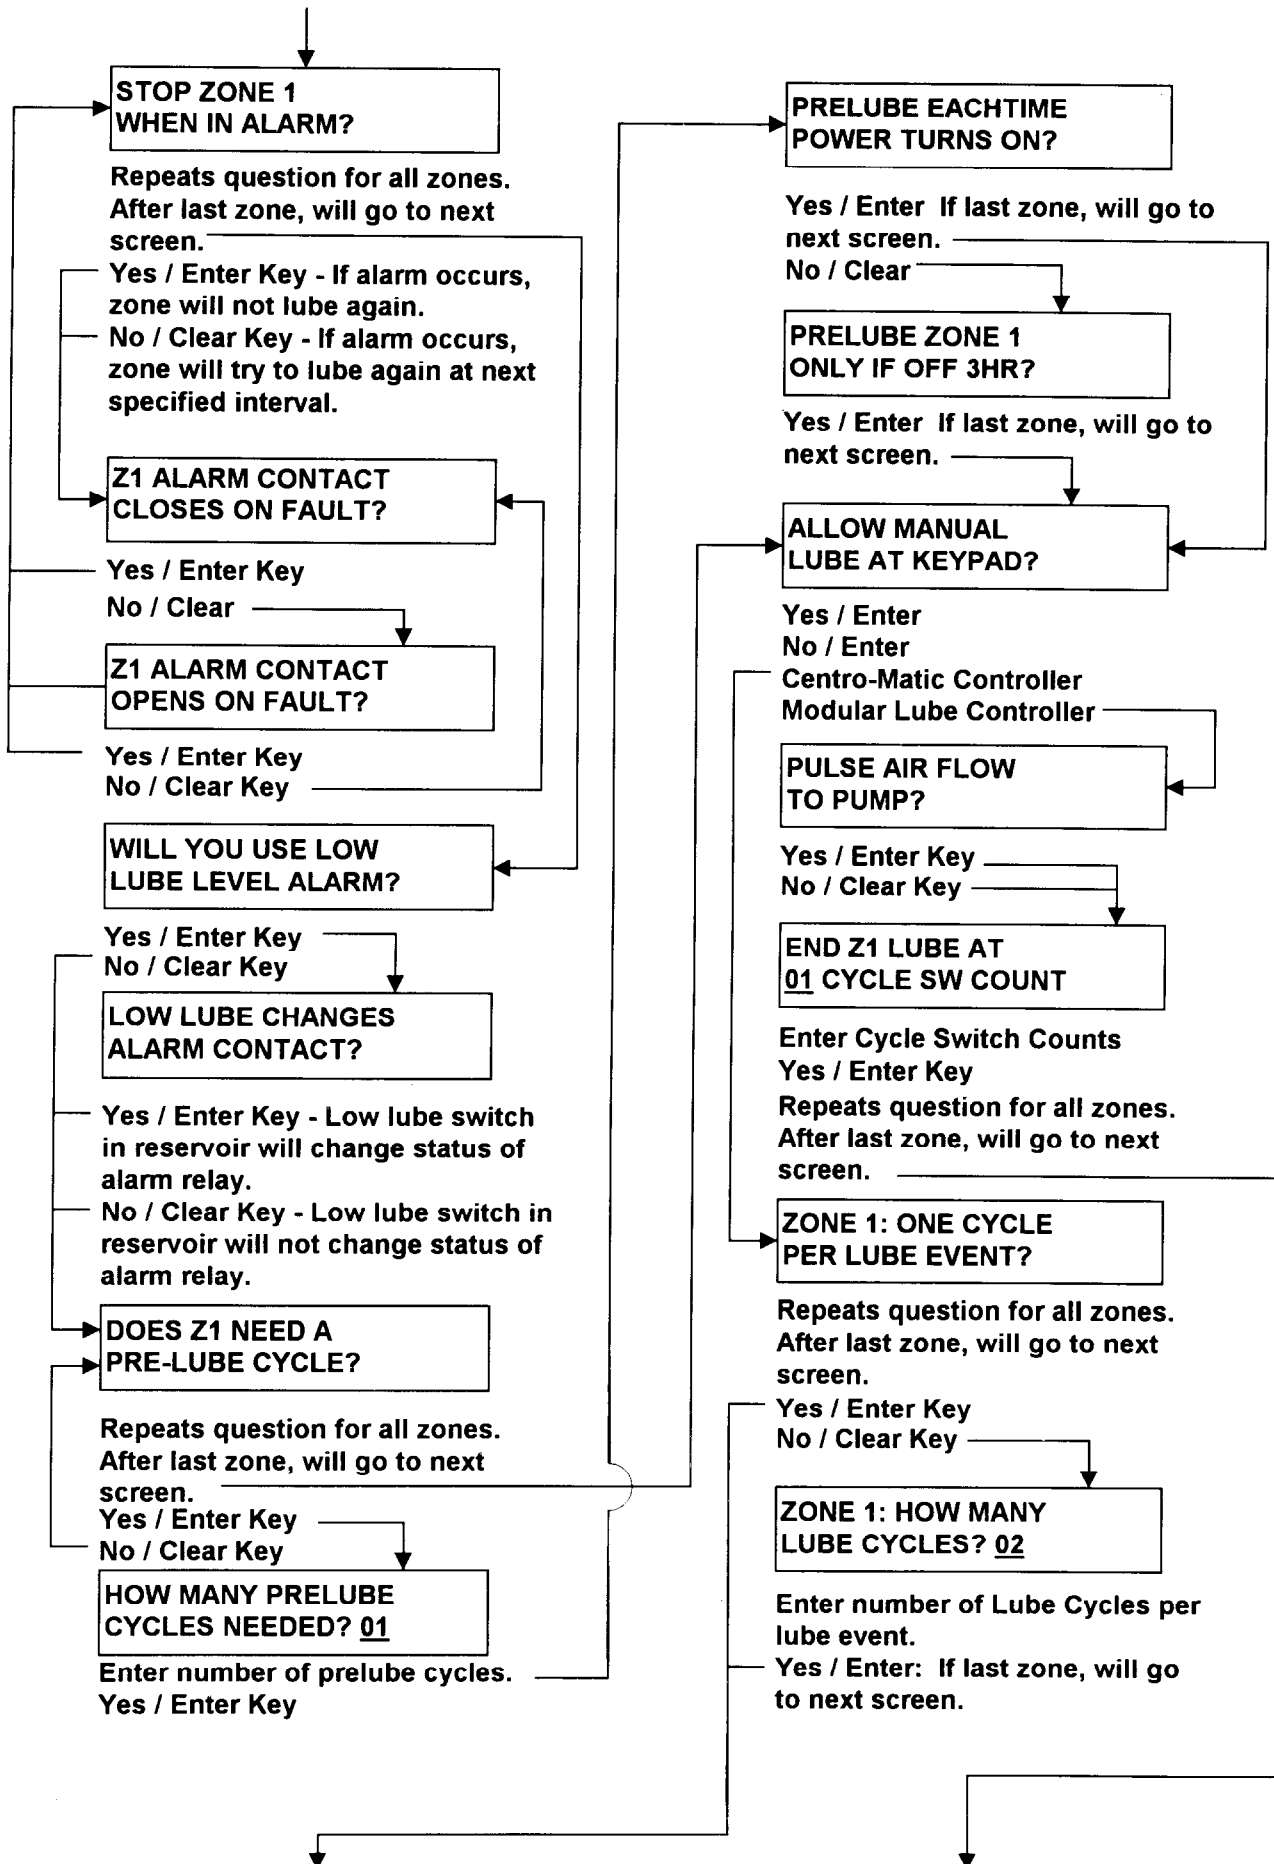 STOP ZONE 1
WHEN IN ALARM?
Repeats question for all zones.
After last zone, will go to next
screen.
Yes / Enter Key - If alarm occurs,
zone will not lube again.
No / Clear Key - If alarm occurs,
zone will try to lube again at next
specified interval.
Z1 ALARM CONTACT
CLOSES ON FAULT?
Yes / Enter Key
No / Clear
Z1 ALARM CONTACT
OPENS ON FAULT?
Yes / Enter Key
No / Clear Key
WILL YOU USE LOW
LUBE LEVEL ALARM?
Yes / Enter Key
No / Clear Key
LOW LUBE CHANGES
ALARM CONTACT?
Yes / Enter Key - Low lube switch
in reservoir will change status of
alarm relay.
No / Clear Key - Low lube switch in
reservoir will not change status of
alarm relay.
DOES Z1 NEED A
PRE-LUBE CYCLE?
Repeats question for all zones.
After last zone, will go to next
screen.
Yes / Enter Key
No / Clear Key
HOW MANY PRELUBE
CYCLES NEEDED? 01
Enter number of prelube cycles.
Yes / Enter Key
PRELUBE EACHTIME
POWER TURNS ON?
Yes / Enter If last zone, will go to
next screen.
No / Clear
PRELUBE ZONE 1
ONLY IF OFF 3HR?
Yes / Enter If last zone, will go to
next screen.
ALLOW MANUAL
LUBE AT KEYPAD?
Yes / Enter
No / Enter
Centro-Matic Controller
Modular Lube Controller
PULSE AIR FLOW
TO PUMP?
Yes / Enter Key
No / Clear Key
END Z1 LUBE AT
01 CYCLE SW COUNT
Enter Cycle Switch Counts
Yes / Enter Key
Repeats question for all zones.
After last zone, will go to next
screen.
ZONE 1: ONE CYCLE
PER LUBE EVENT?
Repeats question for all zones.
After last zone, will go to next
screen.
Yes / Enter Key
No / Clear Key
ZONE 1: HOW MANY
LUBE CYCLES? 02
Enter number of Lube Cycles per
lube event.
Yes / Enter: If last zone, will go
to next screen.